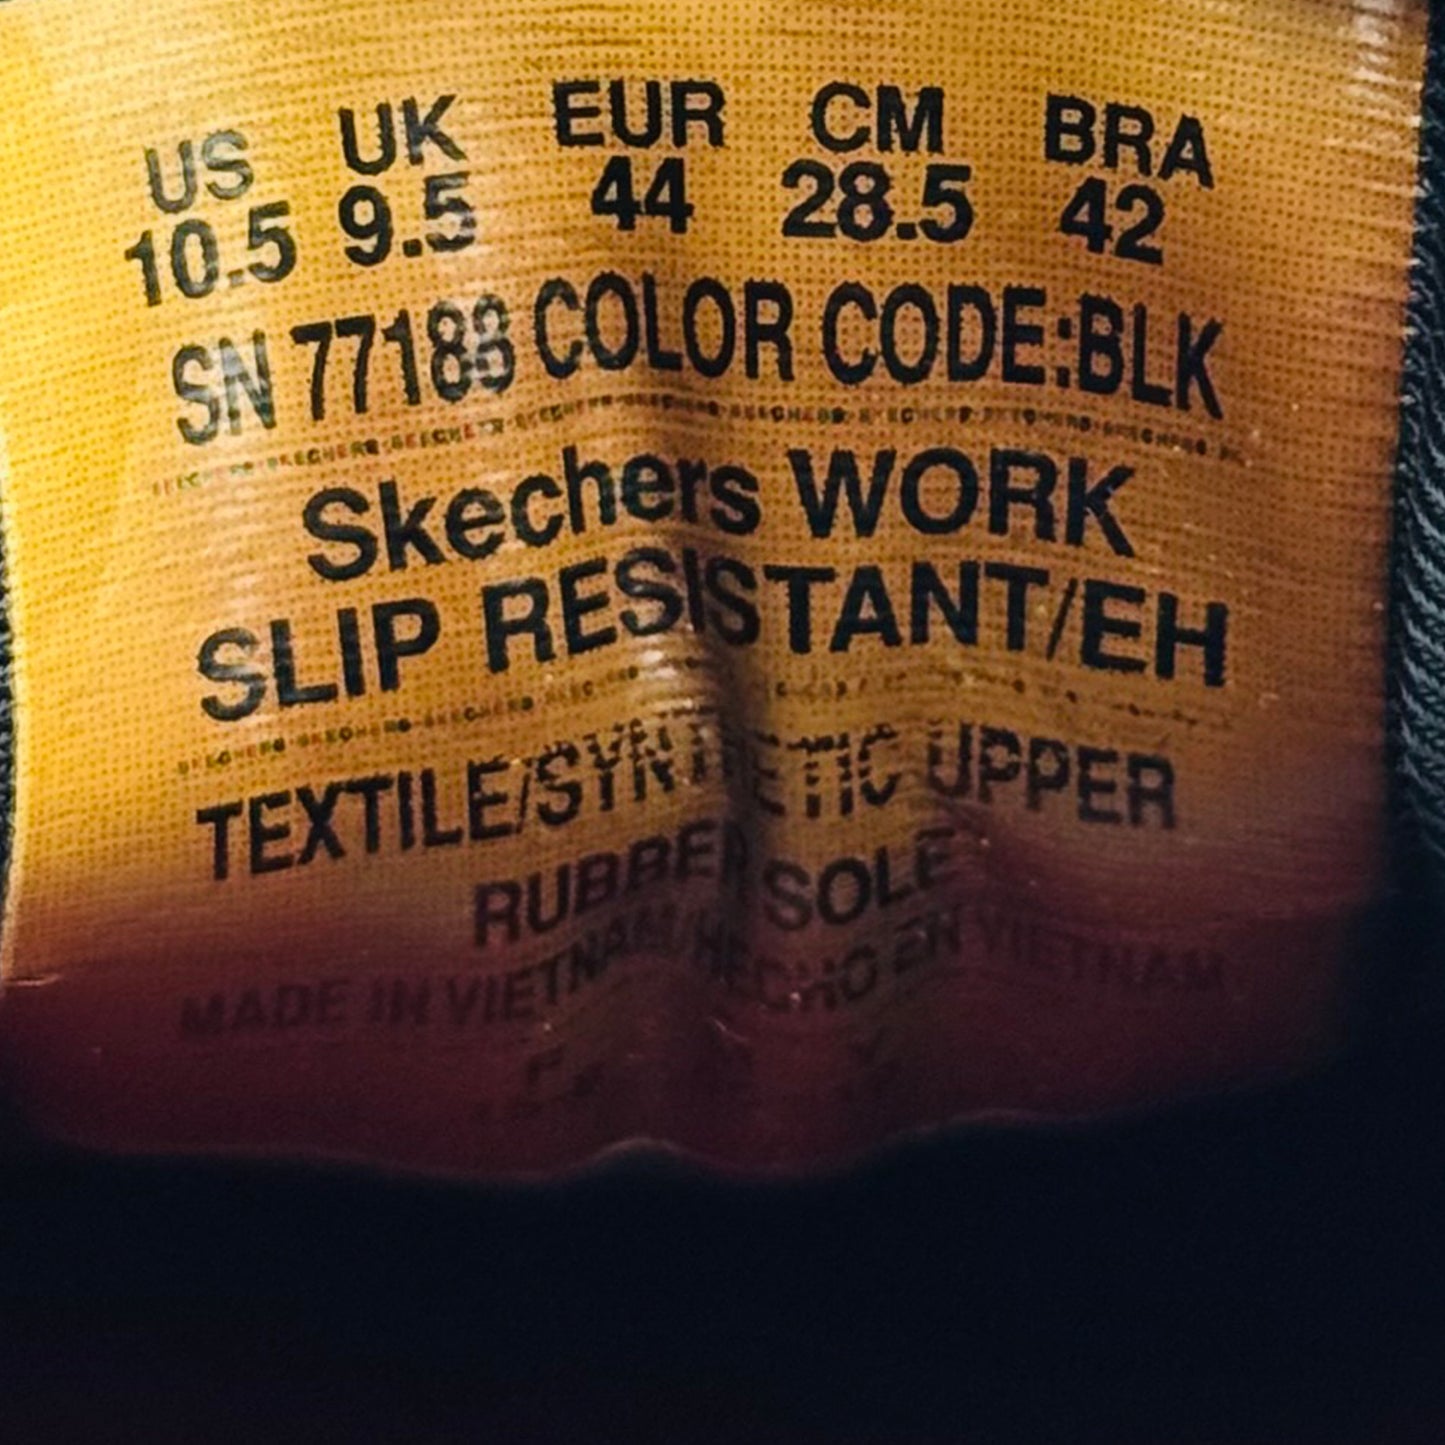 US UK EUR CM BRA
10.5 9.5 44 28.5 42
SN 77188 COLOR CODE:BLK
Skechers WORK
SLIP RESISTANT/EH
TEXTILE/SYNTHETIC UPPER
RUBBER SOLE
MADE IN VIETNAM/HECHO EN VIETNAM